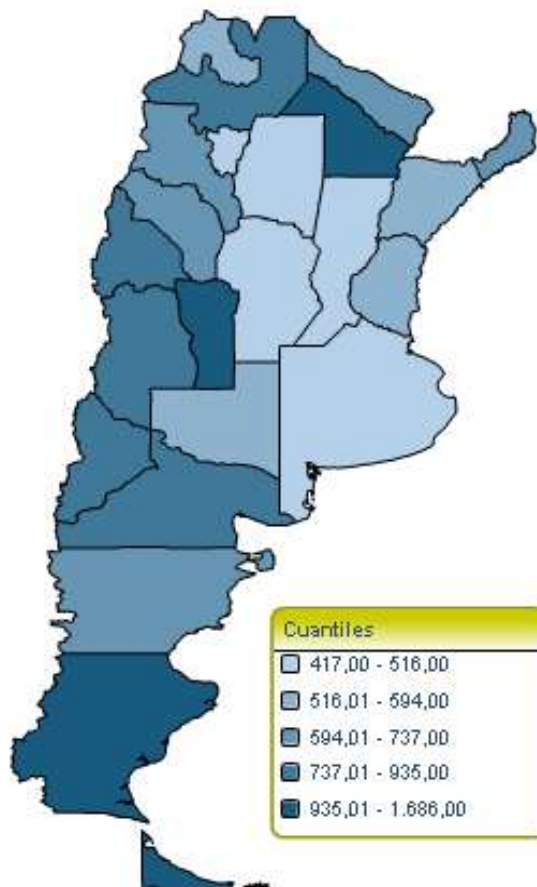 Cuantiles
417,00 - 516,00
516,01 - 594,00
594,01 - 737,00
737,01 - 935,00
935,01 - 1.686,00